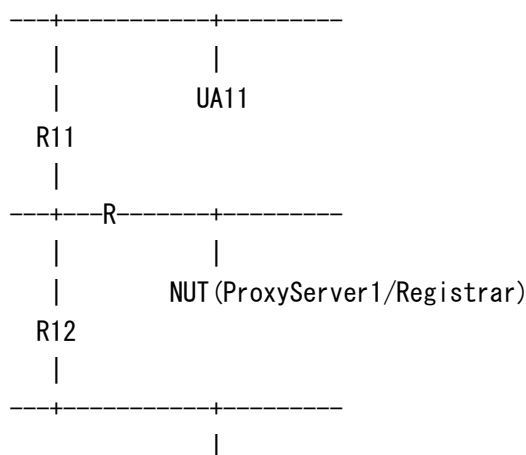 ---+-----------+---------
|           |
|          UA11
R11
|
---+---R-------+---------
|           |
|       NUT(ProxyServer1/Registrar)
R12
|
---+-----------+---------
|